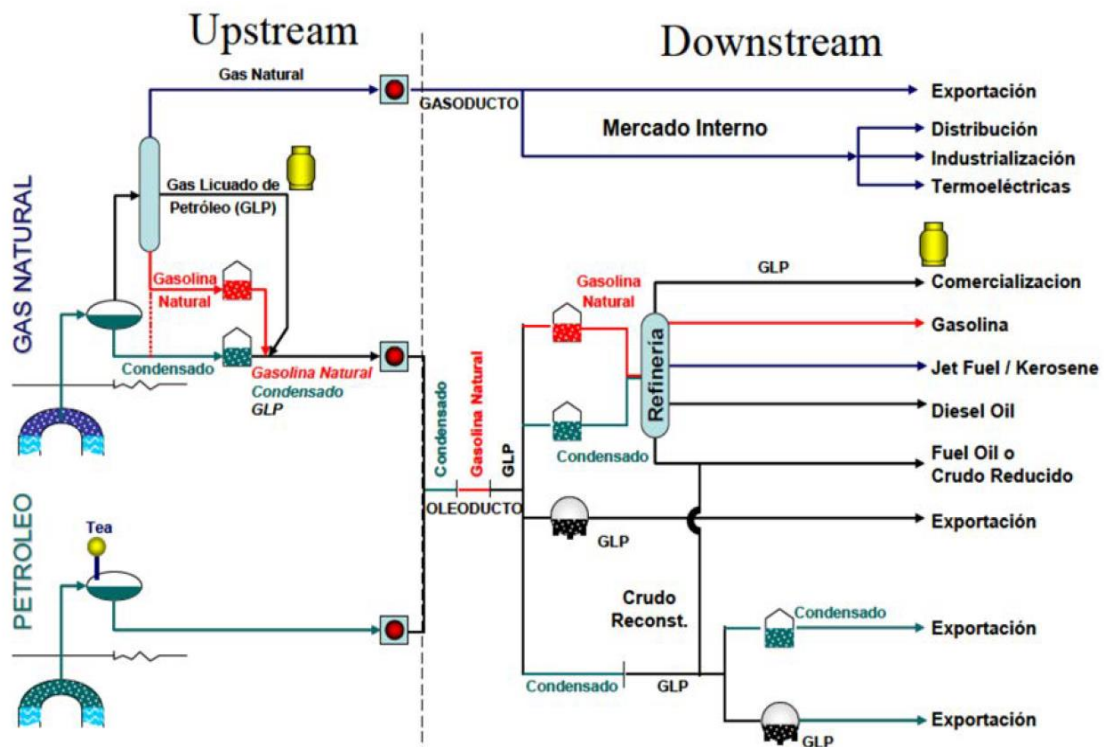 Upstream
Downstream
Gas Natural
GASODUCTO
Exportación
Mercado Interno
Distribución
Industrialización
Termoeléctricas
GAS NATURAL
Gas Licuado de
Petróleo (GLP)
Gasolina
Natural
Condensado
Gasolina Natural
Condensado
GLP
Condensado
Gasolina Natural
GLP
OLEODUCTO
Gasolina
Natural
Condensado
Refinería
GLP
Comercializacion
Gasolina
Jet Fuel / Kerosene
Diesel Oil
Fuel Oil o
Crudo Reducido
GLP
Exportación
PETROLEO
Tea
Crudo
Reconst.
Condensado
GLP
Condensado
Exportación
GLP
Exportación